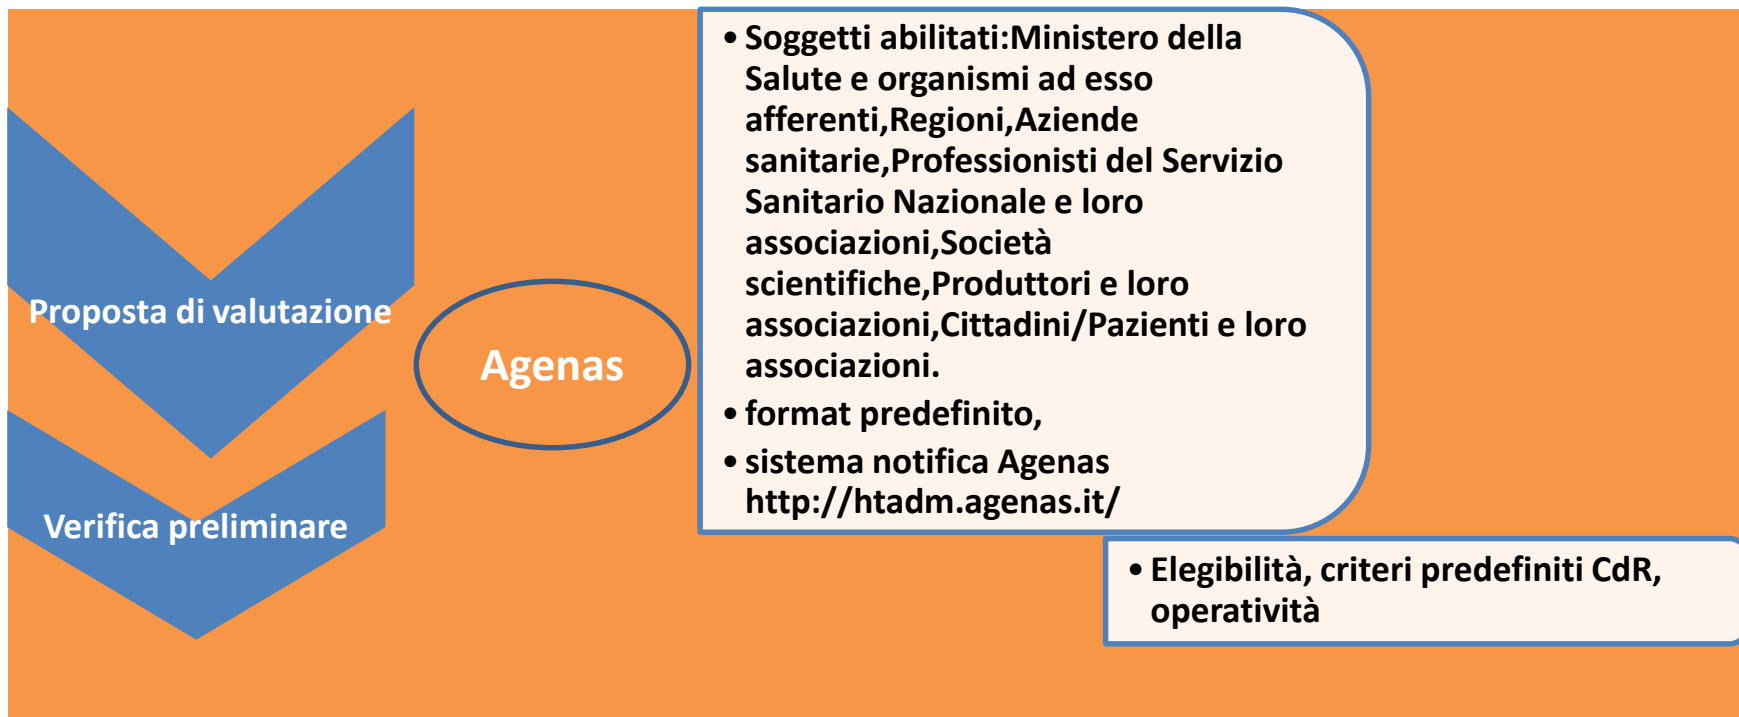 Proposta di valutazione
Agenas
• Soggetti abilitati:Ministero della
Salute e organismi ad esso
afferenti,Regioni,Aziende
sanitarie,Professionisti del Servizio
Sanitario Nazionale e loro
associazioni,Società
scientifiche,Produttori e loro
associazioni,Cittadini/Pazienti e loro
associazioni.
• format predefinito,
• sistema notifica Agenas
http://htadm.agenas.it/
Verifica preliminare
• Elegibilità, criteri predefiniti CdR,
operatività